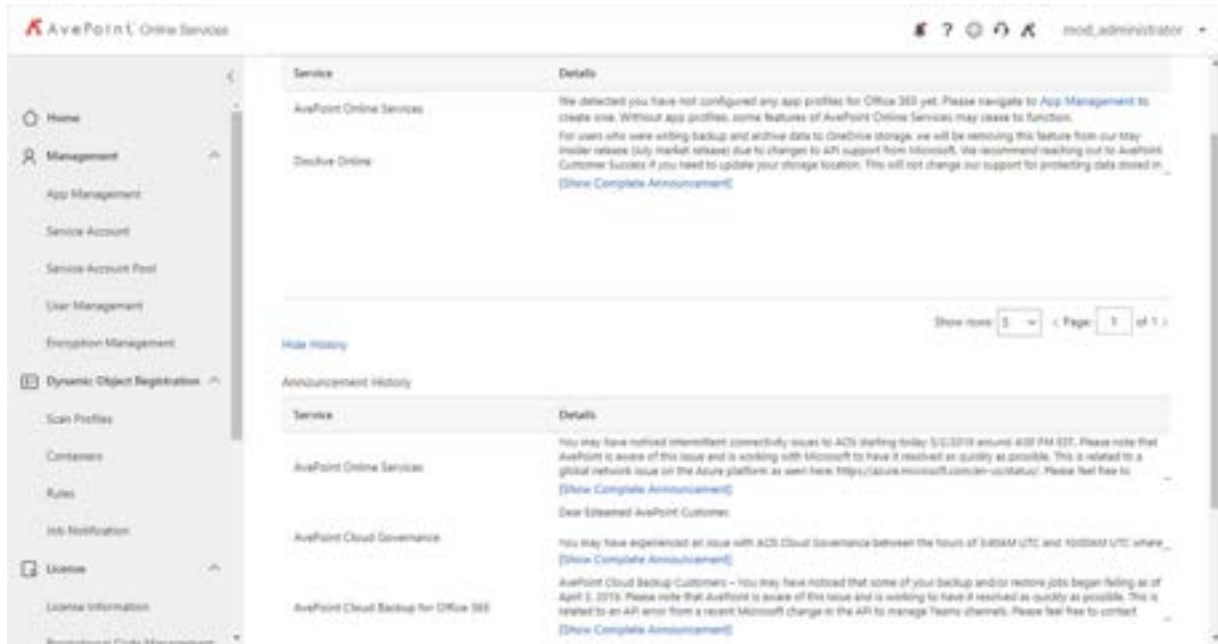 AvePoint Online Services
mod_administrator
Home
Management
App Management
Service Account
Service Account Pool
User Management
Encryption Management
Dynamic Object Registration
Scan Profiles
Containers
Rules
Job Notification
License
License Information
Promotional Code Management
Service
Details
AvePoint Online Services
We detected you have not configured any app profiles for Office 365 yet. Please navigate to App Management to
create one. Without app profiles, some features of AvePoint Online Services may cease to function.
For users who were writing backup and archive data to OneDrive storage, we will be removing this feature from our May
Insider release (July market release) due to changes to API support from Microsoft. We recommend reaching out to AvePoint
Online
Customer Success if you need to update your storage location. This will not change our support for protecting data stored in
[Show Complete Announcement]
Show rows: 5
< Page: 1 of 1 >
Hide History
Announcement History
Service
Details
AvePoint Online Services
You may have noticed intermittent connectivity issues to AOS starting today 5/2/2019 around 4:00 PM EST. Please note that
AvePoint is aware of this issue and is working with Microsoft to have it resolved as quickly as possible. This is related to a
global network issue on the Azure platform as seen here: https://azure.microsoft.com/en-us/status/. Please feel free to
[Show Complete Announcement]
Dear Esteemed AvePoint Customer,
AvePoint Cloud Governance
You may have experienced an issue with AOS Cloud Governance between the hours of UTC and 10:00AM UTC where
[Show Complete Announcement]
AvePoint Cloud Backup for Office 365
AvePoint Cloud Backup Customers – You may have noticed that some of your backup and/or restore jobs began failing as of
April 2019. Please note that AvePoint is aware of this issue and is working to have it resolved as quickly as possible. This is
related to an API error from a recent Microsoft change in the API to manage Teams channels. Please feel free to contact
[Show Complete Announcement]